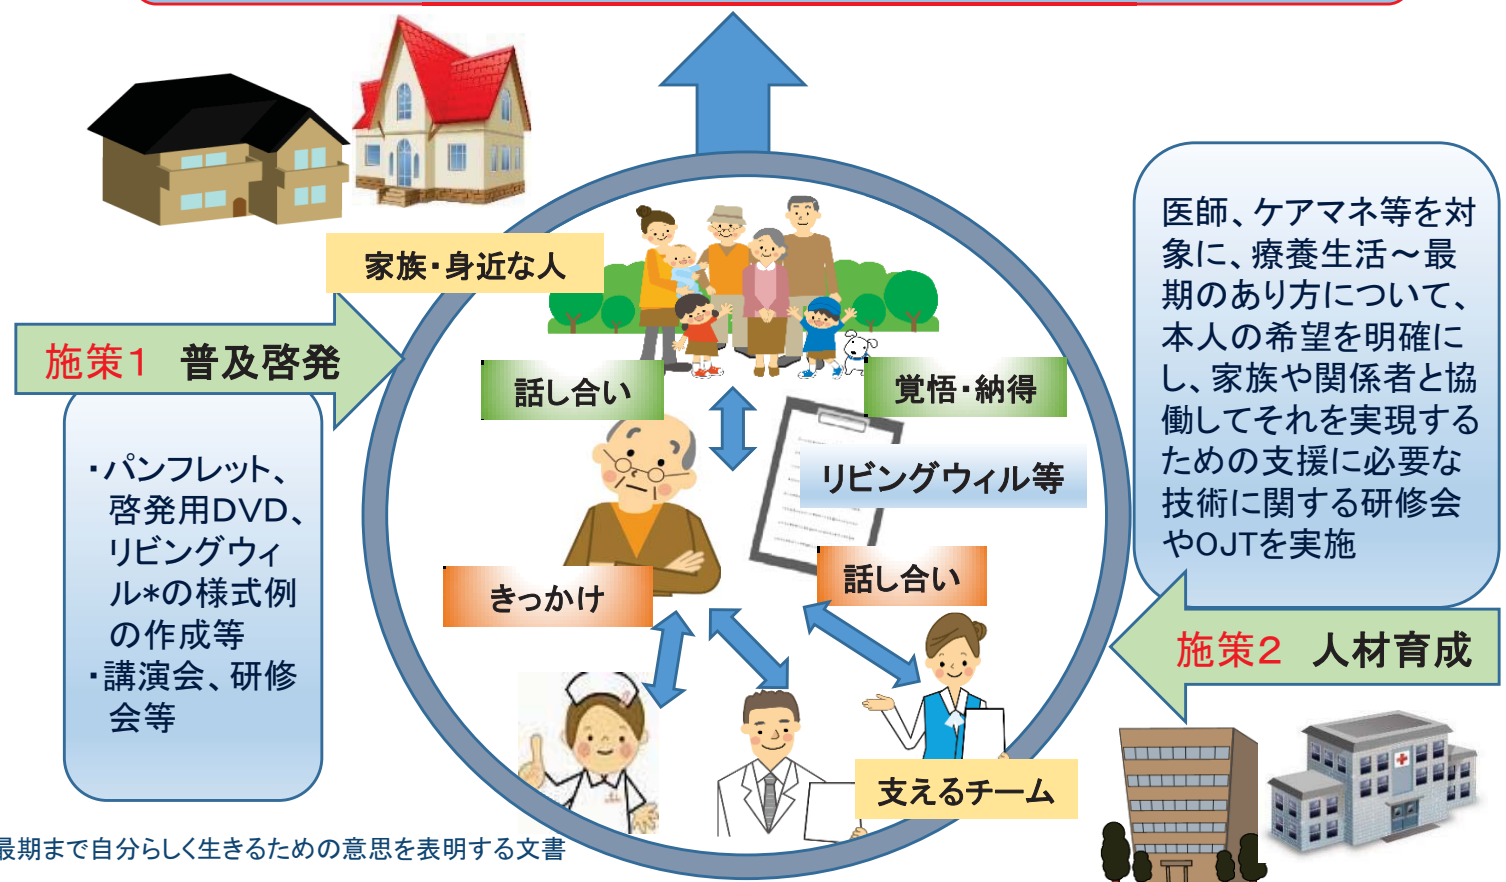 家族・身近な人
施策1 普及啓発
・パンフレット、
啓発用DVD、
リビングウィ
ル*の様式例
の作成等
・講演会、研修
会等
話し合い
覚悟・納得
リビングウィル等
きっかけ
話し合い
支えるチーム
医師、ケアマネ等を対
象に、療養生活～最
期のあり方について、
本人の希望を明確に
し、家族や関係者と協
働してそれを実現する
ための支援に必要な
技術に関する研修会
やOJTを実施
施策2 人材育成
最期まで自分らしく生きるための意思を表明する文書